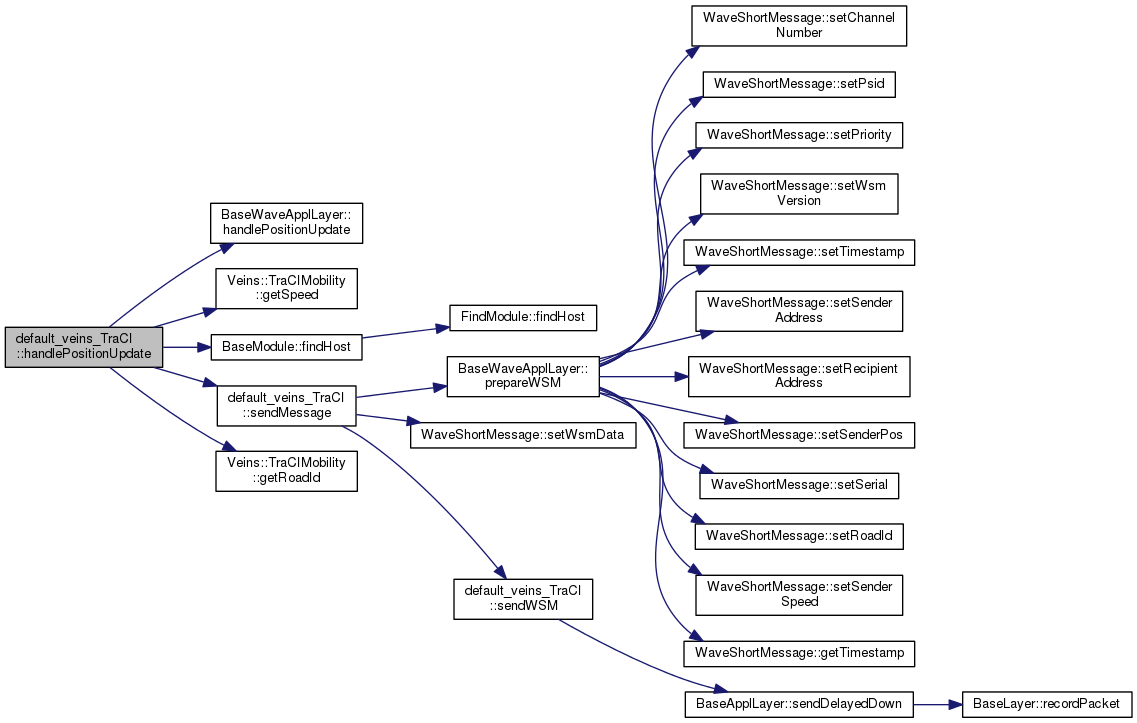 default_veins_TraCI
::handlePositionUpdate
BaseWaveApplLayer::
handlePositionUpdate
Veins::TraCIMobility
::getSpeed
BaseModule::findHost
default_veins_TraCI
::sendMessage
Veins::TraCIMobility
::getRoadId
FindModule::findHost
BaseWaveApplLayer::
prepareWSM
WaveShortMessage::setWsmData
default_veins_TraCI
::sendWSM
WaveShortMessage::setChannel
Number
WaveShortMessage::setPsid
WaveShortMessage::setPriority
WaveShortMessage::setWsm
Version
WaveShortMessage::setTimestamp
WaveShortMessage::setSender
Address
WaveShortMessage::setRecipient
Address
WaveShortMessage::setSenderPos
WaveShortMessage::setSerial
WaveShortMessage::setRoadId
WaveShortMessage::setSender
Speed
WaveShortMessage::getTimestamp
BaseApplLayer::sendDelayedDown
BaseLayer::recordPacket